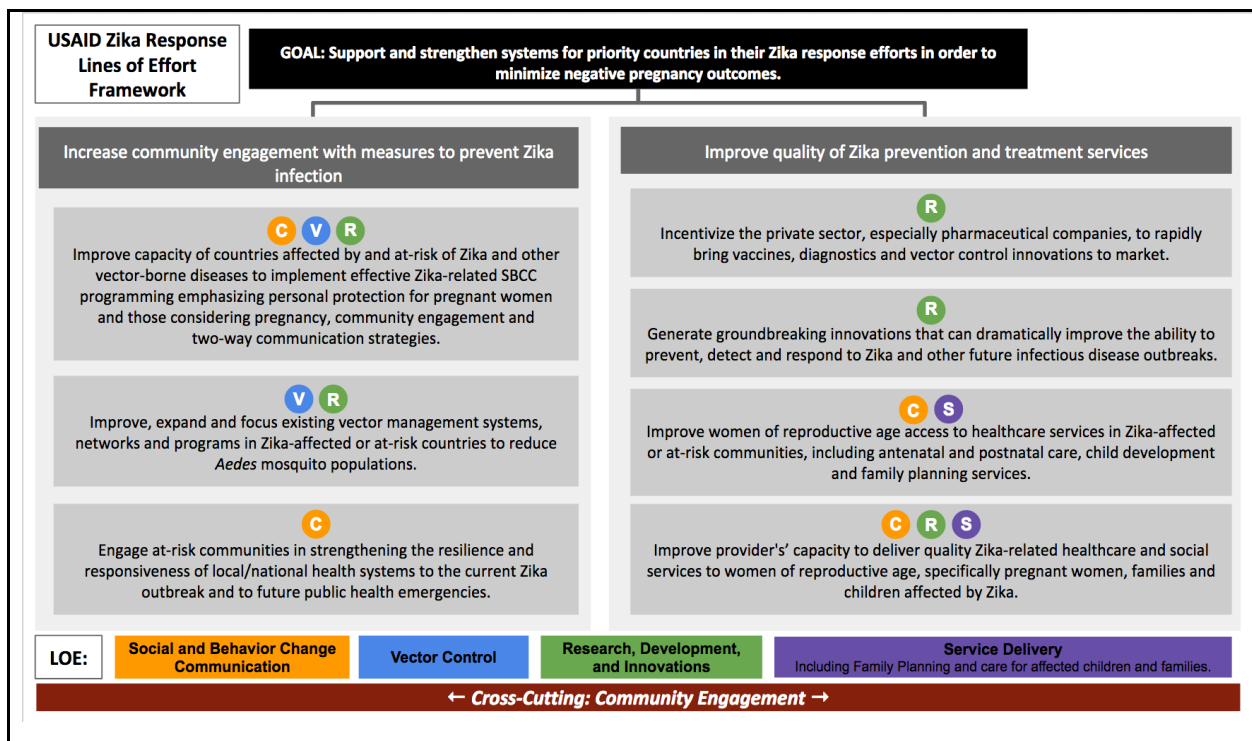 USAID Zika Response
Lines of Effort
Framework
GOAL: Support and strengthen systems for priority countries in their Zika response efforts in order to
minimize negative pregnancy outcomes.
Increase community engagement with measures to prevent Zika
infection
C V R
Improve capacity of countries affected by and at-risk of Zika and other
vector-borne diseases to implement effective Zika-related SBCC
programming emphasizing personal protection for pregnant women
and those considering pregnancy, community engagement and
two-way communication strategies.
V R
Improve, expand and focus existing vector management systems,
networks and programs in Zika-affected or at-risk countries to reduce
Aedes mosquito populations.
C
Engage at-risk communities in strengthening the resilience and
responsiveness of local/national health systems to the current Zika
outbreak and to future public health emergencies.
Improve quality of Zika prevention and treatment services
R
Incentivize the private sector, especially pharmaceutical companies, to rapidly
bring vaccines, diagnostics and vector control innovations to market.
R
Generate groundbreaking innovations that can dramatically improve the ability to
prevent, detect and respond to Zika and other future infectious disease outbreaks.
C S
Improve women of reproductive age access to healthcare services in Zika-affected
or at-risk communities, including antenatal and postnatal care, child development
and family planning services.
C R S
Improve provider's’ capacity to deliver quality Zika-related healthcare and social
services to women of reproductive age, specifically pregnant women, families and
children affected by Zika.
LOE:
Social and Behavior Change
Communication
Vector Control
Research, Development,
and Innovations
Service Delivery
Including Family Planning and care for affected children and families.
← Cross-Cutting: Community Engagement →